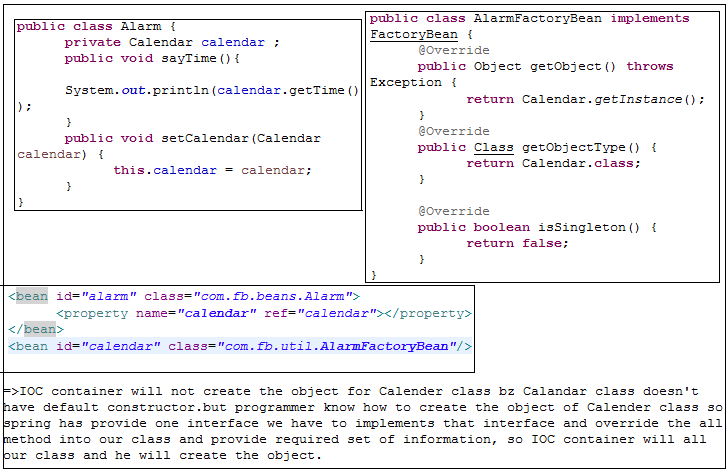 public class Alarm {
private Calendar calendar ;
public void sayTime(){
System.out.println(calendar.getTime()
);
}
public void setCalendar(Calendar
calendar) {
this.calendar = calendar;
}
}
public class AlarmFactoryBean implements
FactoryBean {
@Override
public Object getObject() throws
Exception {
return Calendar.getInstance();
}
@Override
public Class getObjectType() {
return Calendar.class;
}
@Override
public boolean isSingleton() {
return false;
}
}
<bean id="alarm" class="com.fb.beans.Alarm">
<property name="calendar" ref="calendar"></property>
</bean>
<bean id="calendar" class="com.fb.util.AlarmFactoryBean"/>
=>IOC container will not create the object for Calender class bz Calandar class doesn't
have default constructor.but programmer know how to create the object of Calender class so
spring has provide one interface we have to implements that interface and override the all
method into our class and provide required set of information, so IOC container will all
our class and he will create the object.